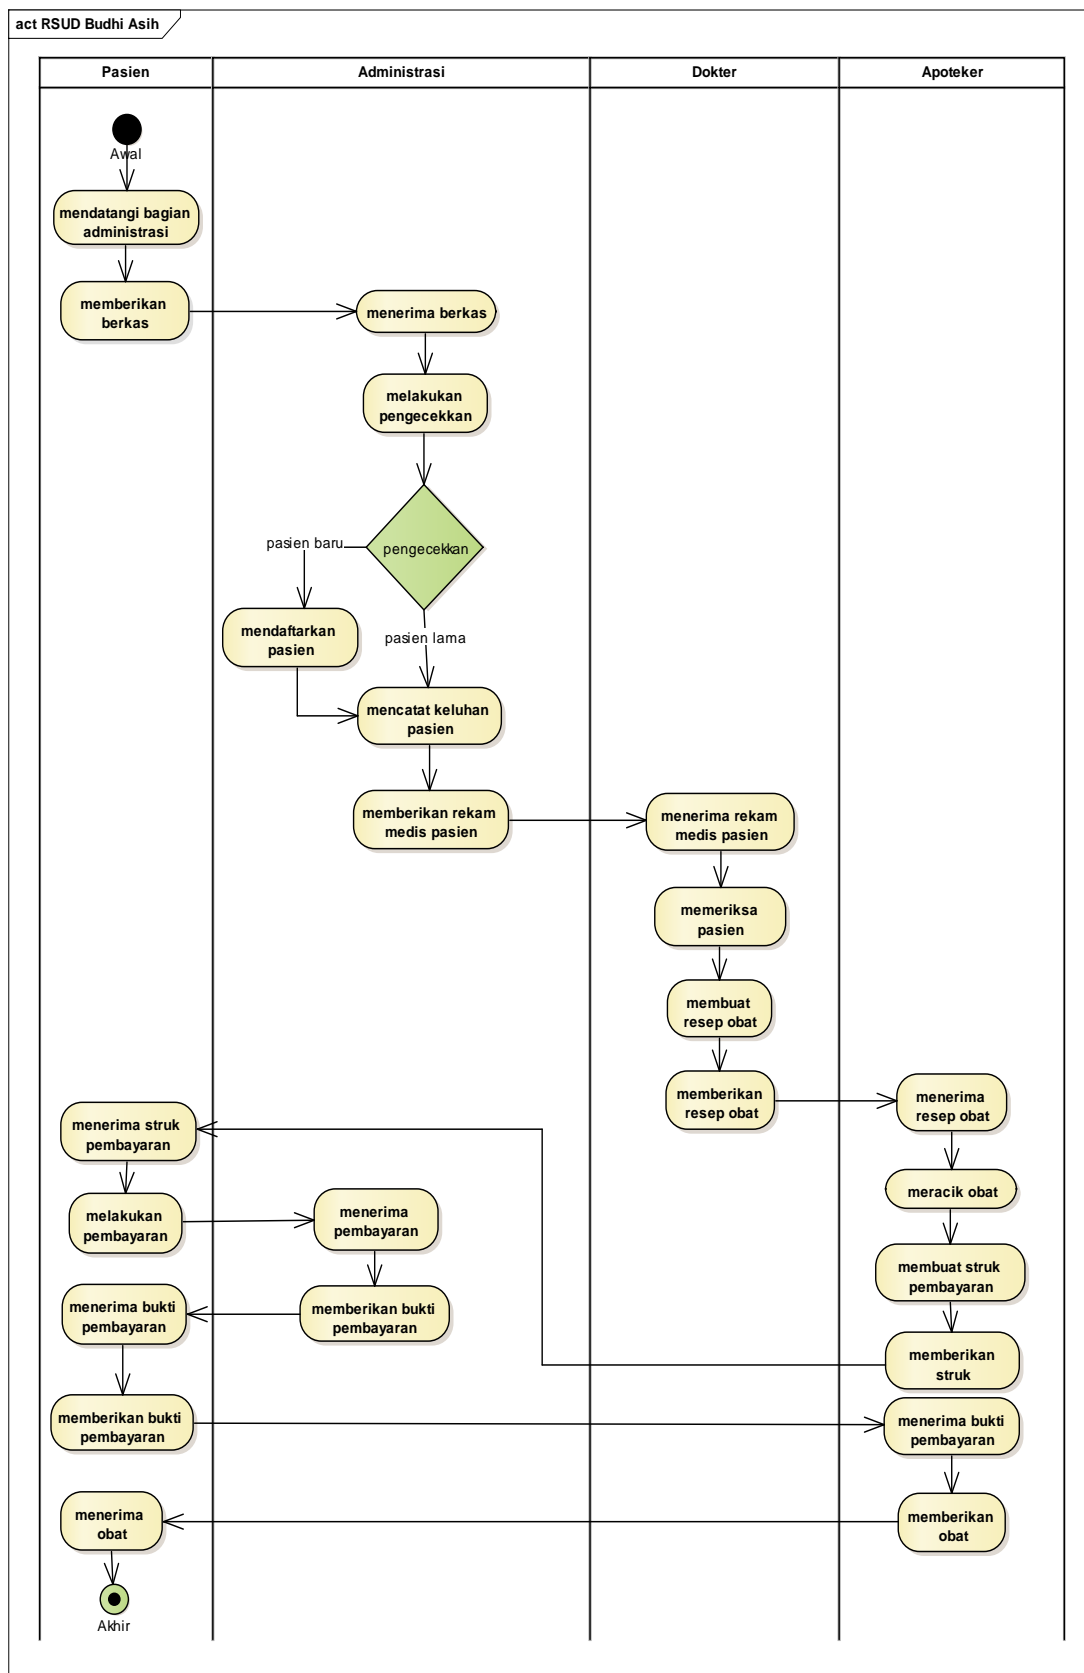 act RSUD Budhi Asih
Pasien
Administrasi
Dokter
Apoteker
Awal
mendatangi bagian
administrasi
memberikan
berkas
menerima berkas
melakukan
pengecekkan
pengecekkan
pasien baru
mendaftarkan
pasien
pasien lama
mencatat keluhan
pasien
memberikan rekam
medis pasien
menerima rekam
medis pasien
memeriksa
pasien
membuat
resep obat
memberikan
resep obat
menerima
resep obat
meracik obat
membuat struk
pembayaran
memberikan
struk
menerima struk
pembayaran
melakukan
pembayaran
menerima
pembayaran
memberikan bukti
pembayaran
menerima bukti
pembayaran
memberikan bukti
pembayaran
menerima bukti
pembayaran
memberikan
obat
menerima
obat
Akhir